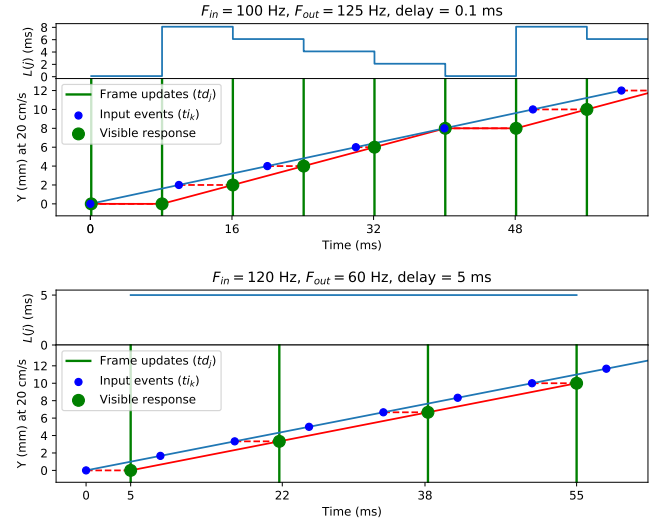 F_in = 100 Hz, F_out = 125 Hz, delay = 0.1 ms
8
6
4
2
0
L(j) (ms)
12
10
8
6
4
2
0
Y (mm) at 20 cm/s
Frame updates (td_j)
Input events (ti_k)
Visible response
0
16
32
48
Time (ms)
F_in = 120 Hz, F_out = 60 Hz, delay = 5 ms
5
0
L(j) (ms)
12
10
8
6
4
2
0
Y (mm) at 20 cm/s
Frame updates (td_j)
Input events (ti_k)
Visible response
0
5
22
38
55
Time (ms)